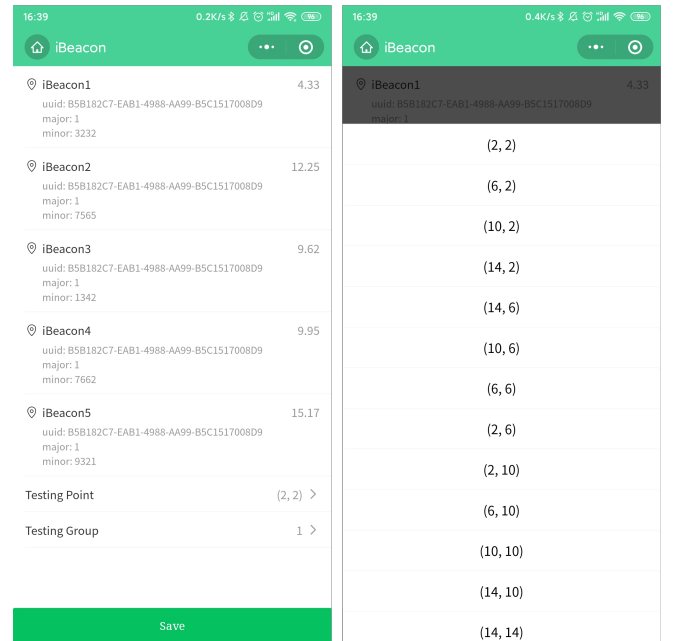 16:39
0.2K/s
HD
96
iBeacon
iBeacon1
4.33
uuid: B5B182C7-EAB1-4988-AA99-B5C1517008D9
major: 1
minor: 3232
iBeacon2
12.25
uuid: B5B182C7-EAB1-4988-AA99-B5C1517008D9
major: 1
minor: 7565
iBeacon3
9.62
uuid: B5B182C7-EAB1-4988-AA99-B5C1517008D9
major: 1
minor: 1342
iBeacon4
9.95
uuid: B5B182C7-EAB1-4988-AA99-B5C1517008D9
major: 1
minor: 7662
iBeacon5
15.17
uuid: B5B182C7-EAB1-4988-AA99-B5C1517008D9
major: 1
minor: 9321
Testing Point
(2, 2)
Testing Group
1
Save
16:39
0.4K/s
HD
96
iBeacon
iBeacon1
4.33
uuid: B5B182C7-EAB1-4988-AA99-B5C1517008D9
major: 1
(2, 2)
(6, 2)
(10, 2)
(14, 2)
(14, 6)
(10, 6)
(6, 6)
(2, 6)
(2, 10)
(6, 10)
(10, 10)
(14, 10)
(14, 14)